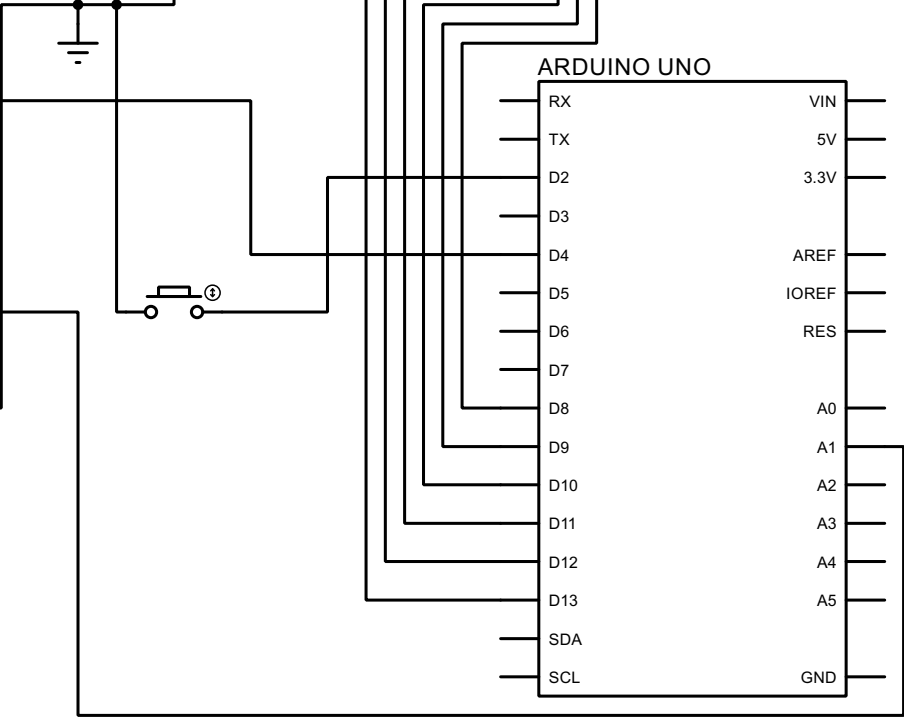 ARDUINO UNO
RX VIN
TX 5V
D2 3.3V
D3
D4 AREF
D5 IOREF
D6 RES
D7
D8 A0
D9 A1
D10 A2
D11 A3
D12 A4
D13 A5
SDA
SCL GND